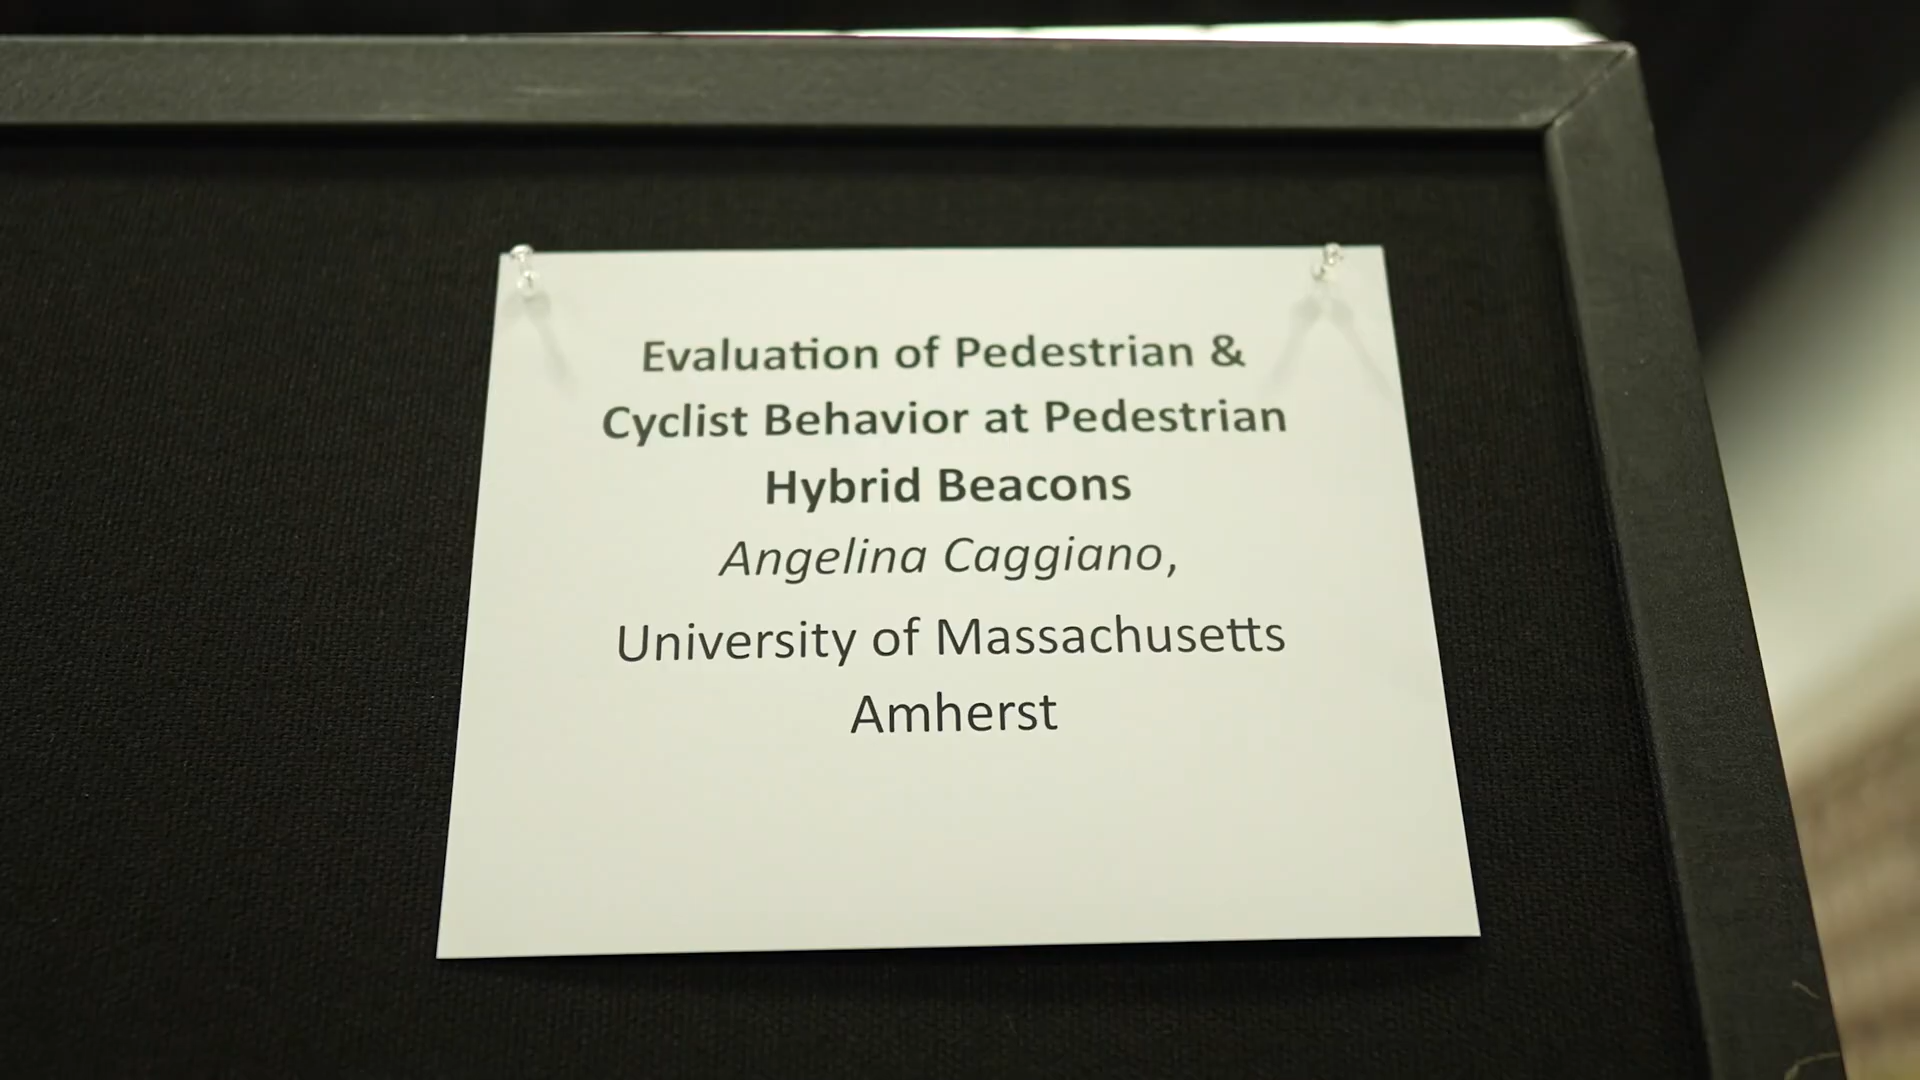 Evaluation of Pedestrian &
Cyclist Behavior at Pedestrian
Hybrid Beacons
Angelina Caggiano,
University of Massachusetts
Amherst